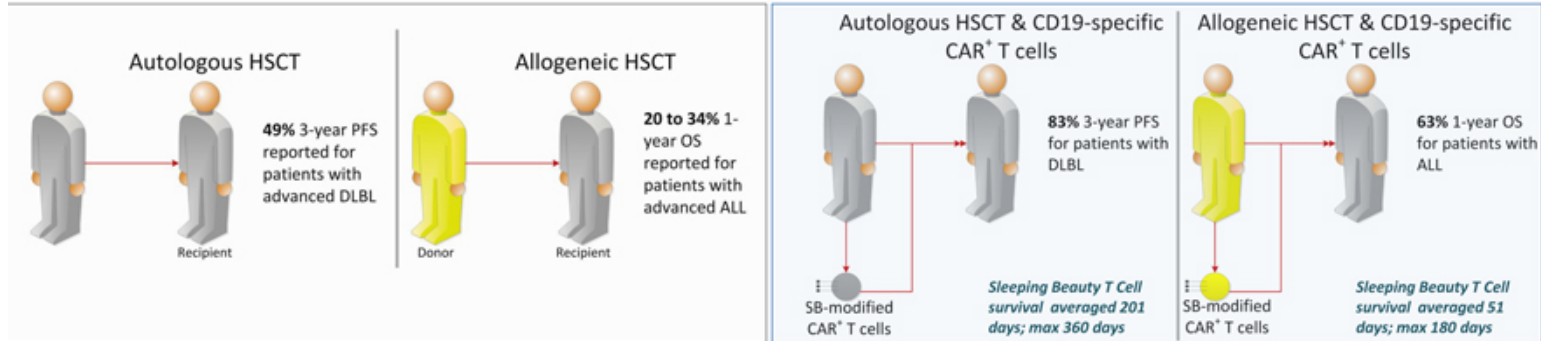 Autologous HSCT
49% 3-year PFS
reported for
patients with
advanced DLBL
Recipient
Allogeneic HSCT
20 to 34% 1-
year OS
reported for
patients with
advanced ALL
Donor
Recipient
Autologous HSCT & CD19-specific
CAR⁺ T cells
83% 3-year PFS
for patients with
DLBL
SB-modified
CAR⁺ T cells
Sleeping Beauty T Cell
survival averaged 201
days; max 360 days
Allogeneic HSCT & CD19-specific
CAR⁺ T cells
63% 1-year OS
for patients with
ALL
SB-modified
CAR⁺ T cells
Sleeping Beauty T Cell
survival averaged 51
days; max 180 days